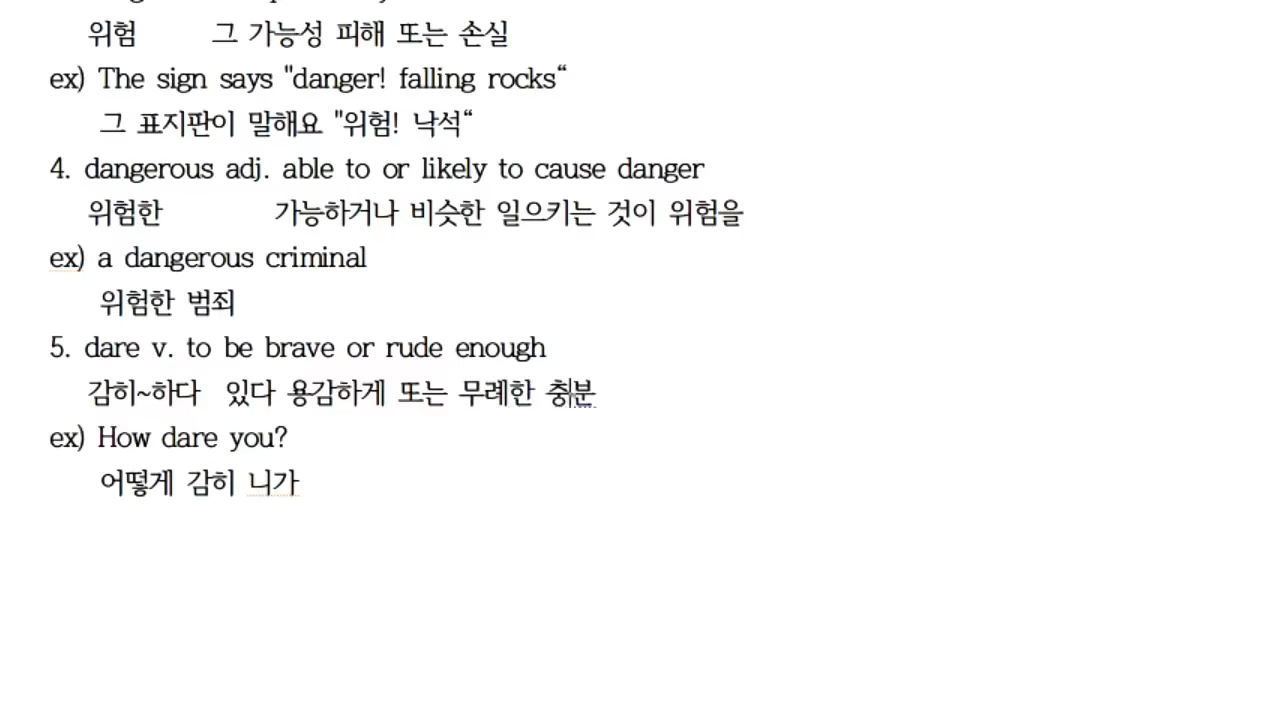 위험 그 가능성 피해 또는 손실
ex) The sign says "danger! falling rocks“
그 표지판이 말해요 "위험! 낙석“
4. dangerous adj. able to or likely to cause danger
위험한 가능하거나 비슷한 일으키는 것이 위험을
ex) a dangerous criminal
위험한 범죄
5. dare v. to be brave or rude enough
감히~하다 있다 용감하게 또는 무례한 충분
ex) How dare you?
어떻게 감히 니가